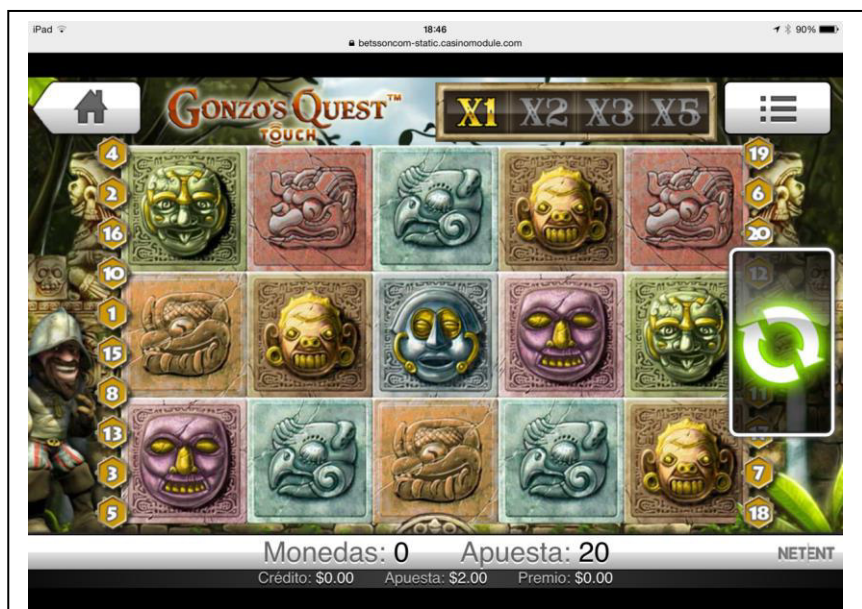 iPad 18:46 90%
betssoncom-static.casinomodule.com
GONZO'S QUEST™
TOUCH
X1 X2 X3 X5
4 19
2 6
16 20
10 12
1
15
8 11
13 17
3 7
5 18
Monedas: 0 Apuesta: 20
NETENT
Crédito: $0.00 Apuesta: $2.00 Premio: $0.00